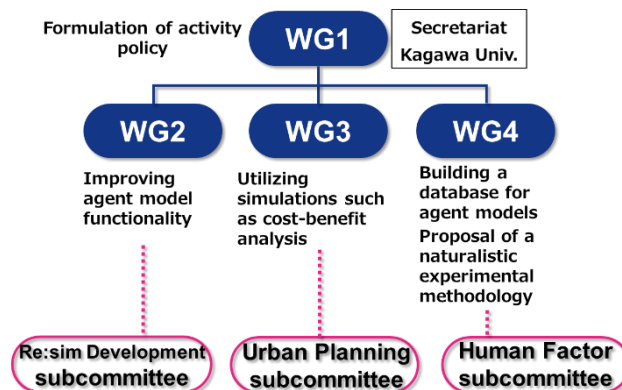 Formulation of activity
policy
WG1
Secretariat
Kagawa Univ.
WG2
WG3
WG4
Improving
agent model
functionality
Utilizing
simulations such
as cost-benefit
analysis
Building a
database for
agent models
Proposal of a
naturalistic
experimental
methodology
Re:sim Development
subcommittee
Urban Planning
subcommittee
Human Factor
subcommittee